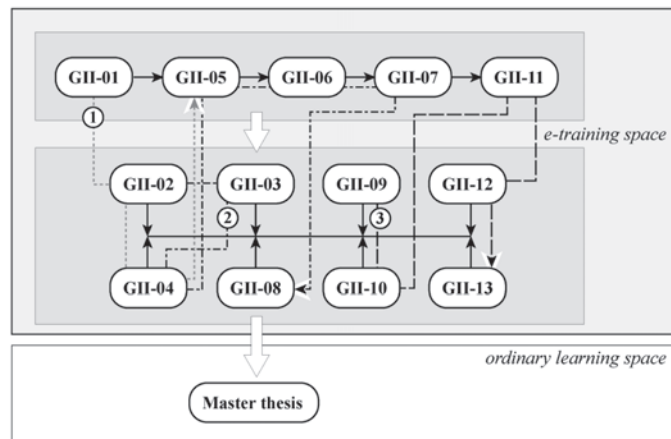 GII-01 GII-05 GII-06 GII-07 GII-11
1
e-training space
GII-02 GII-03 GII-09 GII-12
2 3
GII-04 GII-08 GII-10 GII-13
ordinary learning space
Master thesis